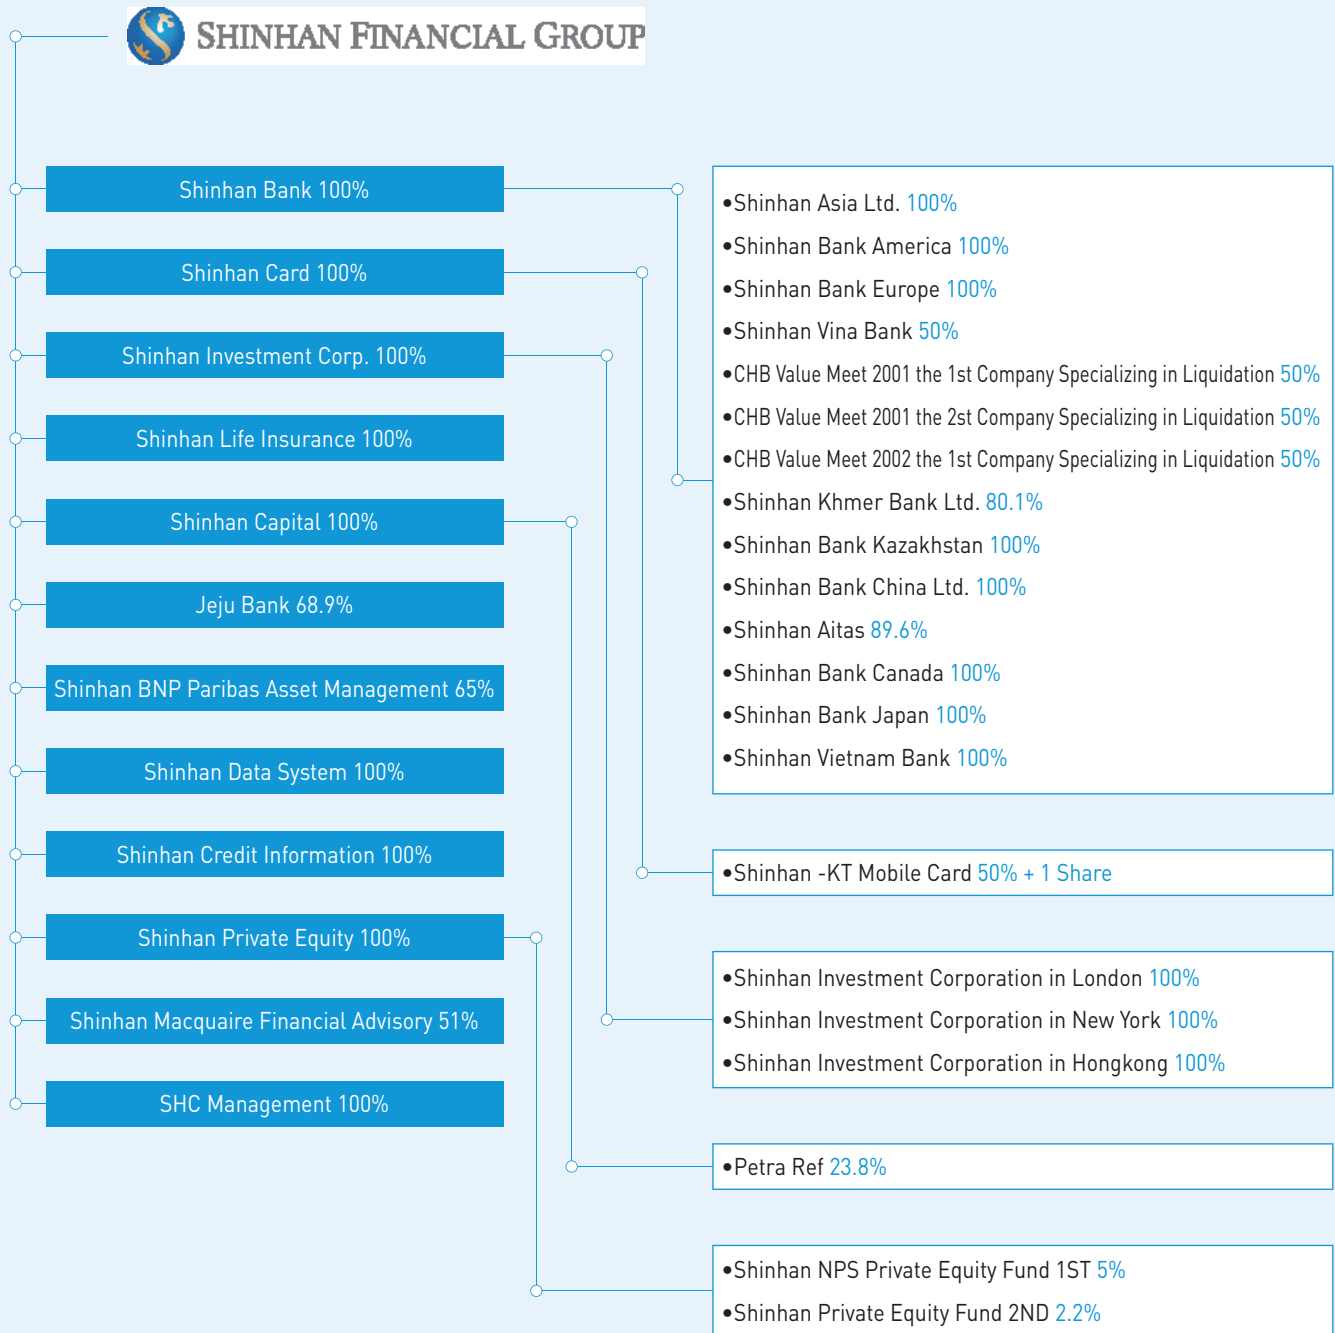 SHINHAN FINANCIAL GROUP
Shinhan Bank 100%
Shinhan Card 100%
Shinhan Investment Corp. 100%
Shinhan Life Insurance 100%
Shinhan Capital 100%
Jeju Bank 68.9%
Shinhan BNP Paribas Asset Management 65%
Shinhan Data System 100%
Shinhan Credit Information 100%
Shinhan Private Equity 100%
Shinhan Macquaire Financial Advisory 51%
SHC Management 100%
•Shinhan Asia Ltd. 100%
•Shinhan Bank America 100%
•Shinhan Bank Europe 100%
•Shinhan Vina Bank 50%
•CHB Value Meet 2001 the 1st Company Specializing in Liquidation 50%
•CHB Value Meet 2001 the 2st Company Specializing in Liquidation 50%
•CHB Value Meet 2002 the 1st Company Specializing in Liquidation 50%
•Shinhan Khmer Bank Ltd. 80.1%
•Shinhan Bank Kazakhstan 100%
•Shinhan Bank China Ltd. 100%
•Shinhan Aitas 89.6%
•Shinhan Bank Canada 100%
•Shinhan Bank Japan 100%
•Shinhan Vietnam Bank 100%
•Shinhan -KT Mobile Card 50% + 1 Share
•Shinhan Investment Corporation in London 100%
•Shinhan Investment Corporation in New York 100%
•Shinhan Investment Corporation in Hongkong 100%
•Petra Ref 23.8%
•Shinhan NPS Private Equity Fund 1ST 5%
•Shinhan Private Equity Fund 2ND 2.2%